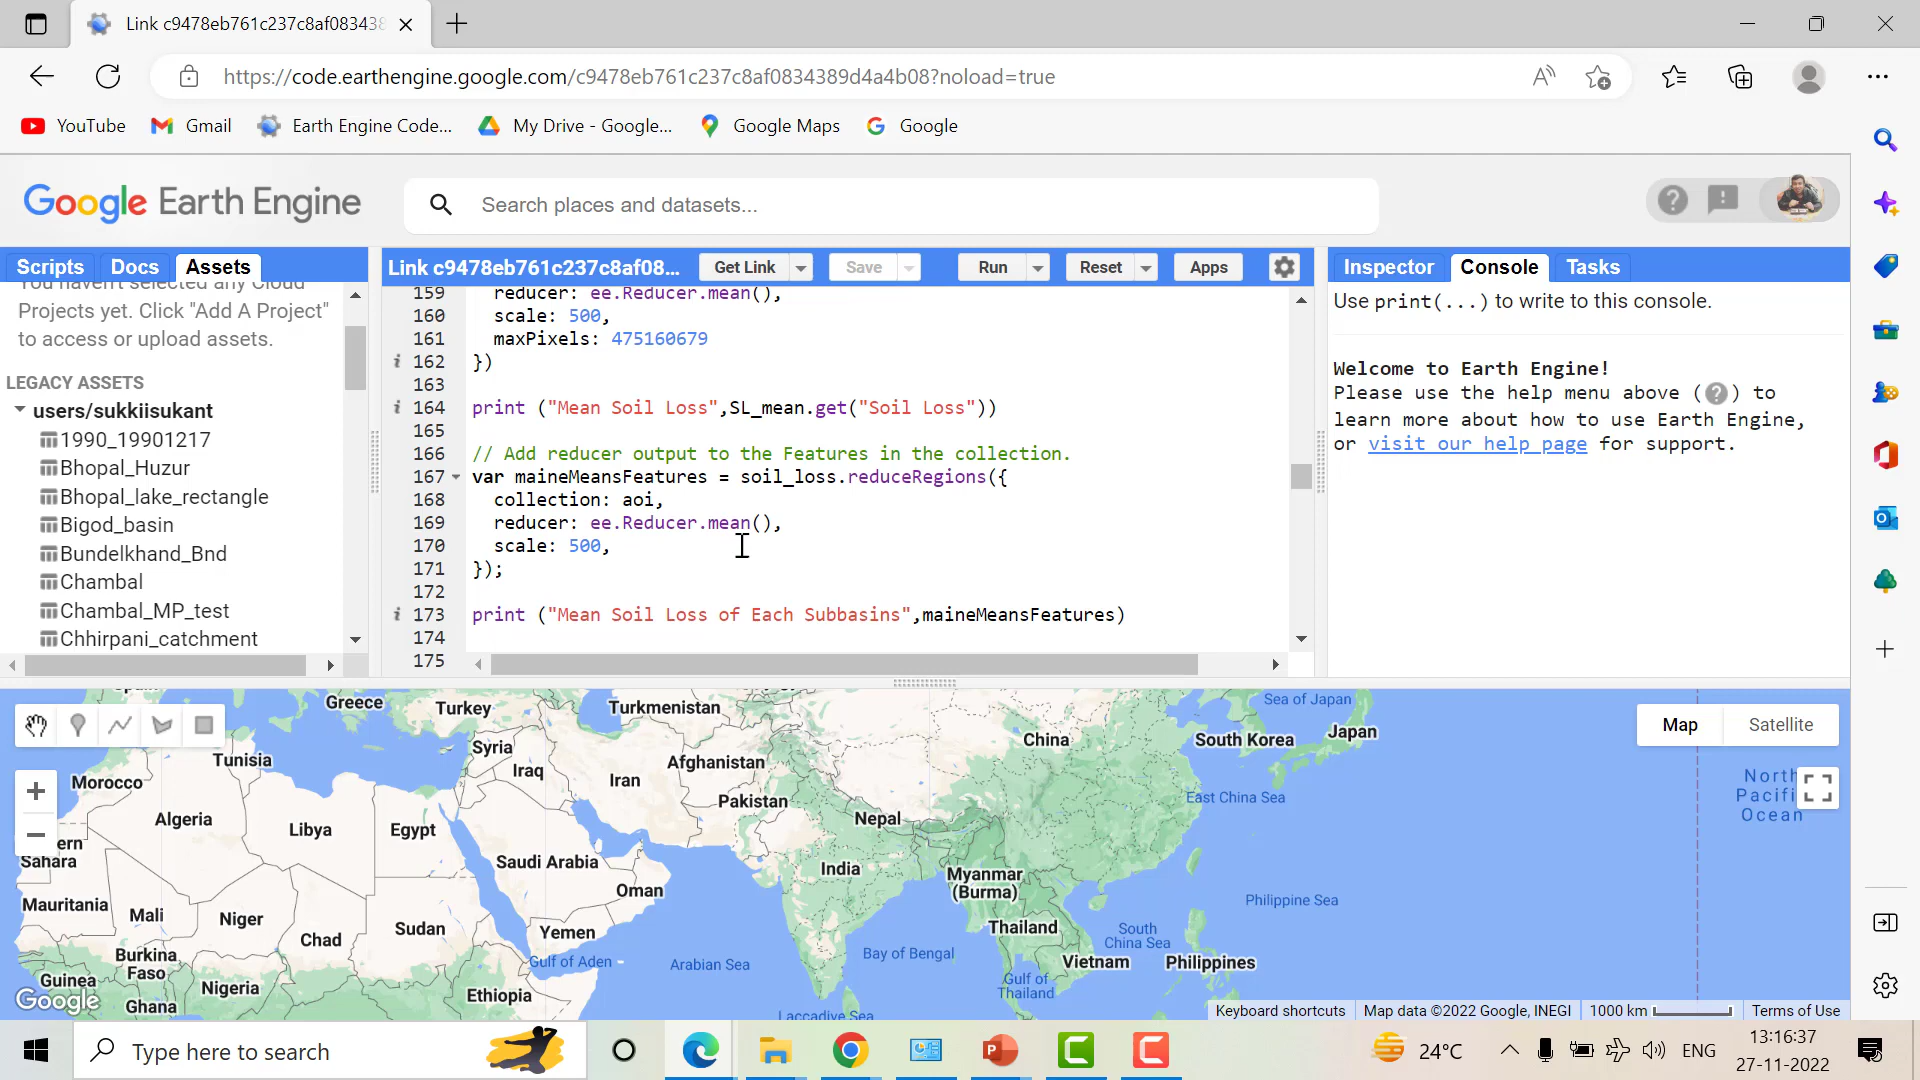 Link c9478eb761c237c8af083438
https://code.earthengine.google.com/c9478eb761c237c8af0834389d4a4b08?noload=true
YouTube
Gmail
Earth Engine Code...
My Drive - Google...
Google Maps
Google
Google Earth Engine
Search places and datasets...
Scripts
Docs
Assets
You haven't selected any Cloud
Projects yet. Click "Add A Project"
to access or upload assets.
LEGACY ASSETS
users/sukkiisukant
1990_19901217
Bhopal_Huzur
Bhopal_lake_rectangle
Bigod_basin
Bundelkhand_Bnd
Chambal
Chambal_MP_test
Chhirpani_catchment
Link c9478eb761c237c8af08...
Get Link
Save
Run
Reset
Apps
159 reducer: ee.Reducer.mean(),
160 scale: 500,
161 maxPixels: 475160679
i 162 })
163
i 164 print ("Mean Soil Loss",SL_mean.get("Soil Loss"))
165
166 // Add reducer output to the Features in the collection.
167 var maineMeansFeatures = soil_loss.reduceRegions({
168 collection: aoi,
169 reducer: ee.Reducer.mean(),
170 scale: 500,
171 });
172
i 173 print ("Mean Soil Loss of Each Subbasins",maineMeansFeatures)
174
175
Inspector
Console
Tasks
Use print(...) to write to this console.
Welcome to Earth Engine!
Please use the help menu above (?) to
learn more about how to use Earth Engine,
or visit our help page for support.
Greece
Turkey
Turkmenistan
Sea of Japan
Map
Satellite
Syria
Afghanistan
China
South Korea
Japan
Tunisia
Iraq
Iran
Morocco
Pakistan
East China Sea
North
Pacifi
Ocean
Algeria
Libya
Egypt
Nepal
ern
Sahara
Saudi Arabia
India
Myanmar
(Burma)
Oman
Philippine Sea
Mauritania
Mali
Niger
Chad
Sudan
Yemen
Thailand
South
China Sea
Burkina
Faso
Gulf of Aden
Arabian Sea
Bay of Bengal
Vietnam
Philippines
Guinea
Nigeria
Ethiopia
Gulf of
Thailand
Google
Ghana
Laccadive Sea
Keyboard shortcuts
Map data ©2022 Google, INEGI
1000 km
Terms of Use
Type here to search
24°C
ENG
13:16:37
27-11-2022